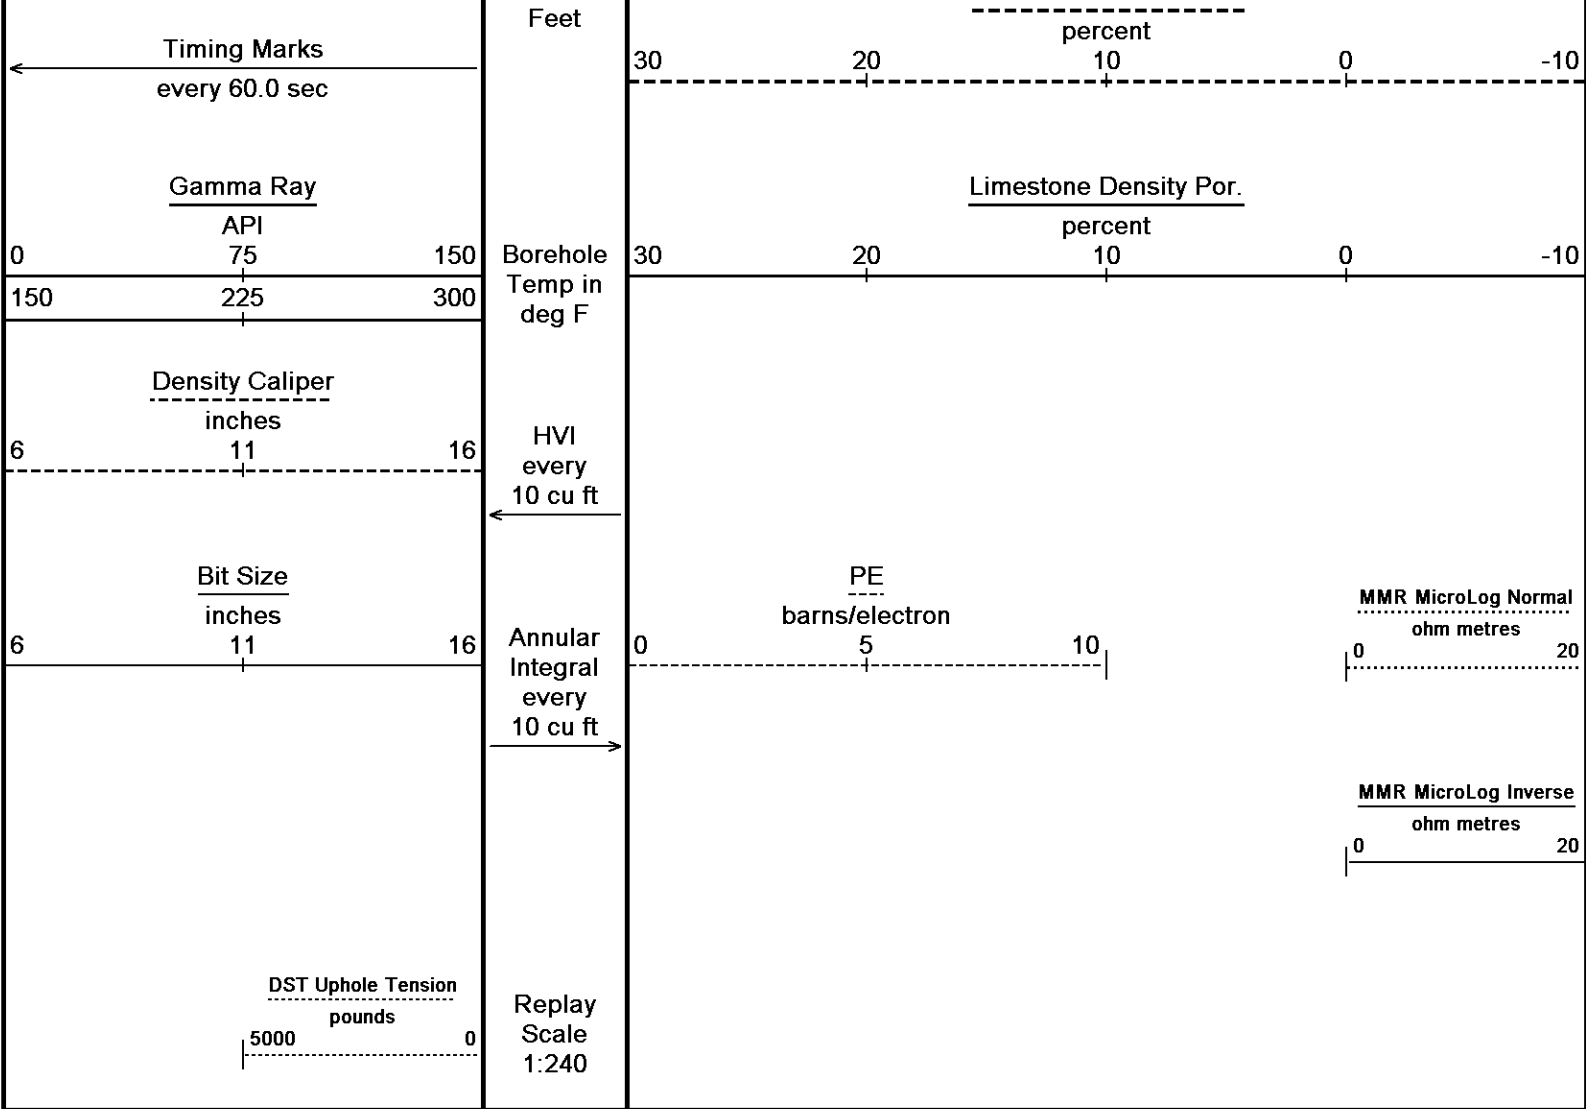 Feet
Timing Marks
every 60.0 sec
percent
30 20 10 0 -10
Gamma Ray
API
0 75 150
150 225 300
Borehole
Temp in
deg F
Limestone Density Por.
percent
30 20 10 0 -10
Density Caliper
inches
6 11 16
HVI
every
10 cu ft
Bit Size
inches
6 11 16
Annular
Integral
every
10 cu ft
PE
barns/electron
0 5 10
MMR MicroLog Normal
ohm metres
0 20
MMR MicroLog Inverse
ohm metres
0 20
DST Uphole Tension
pounds
5000 0
Replay
Scale
1:240